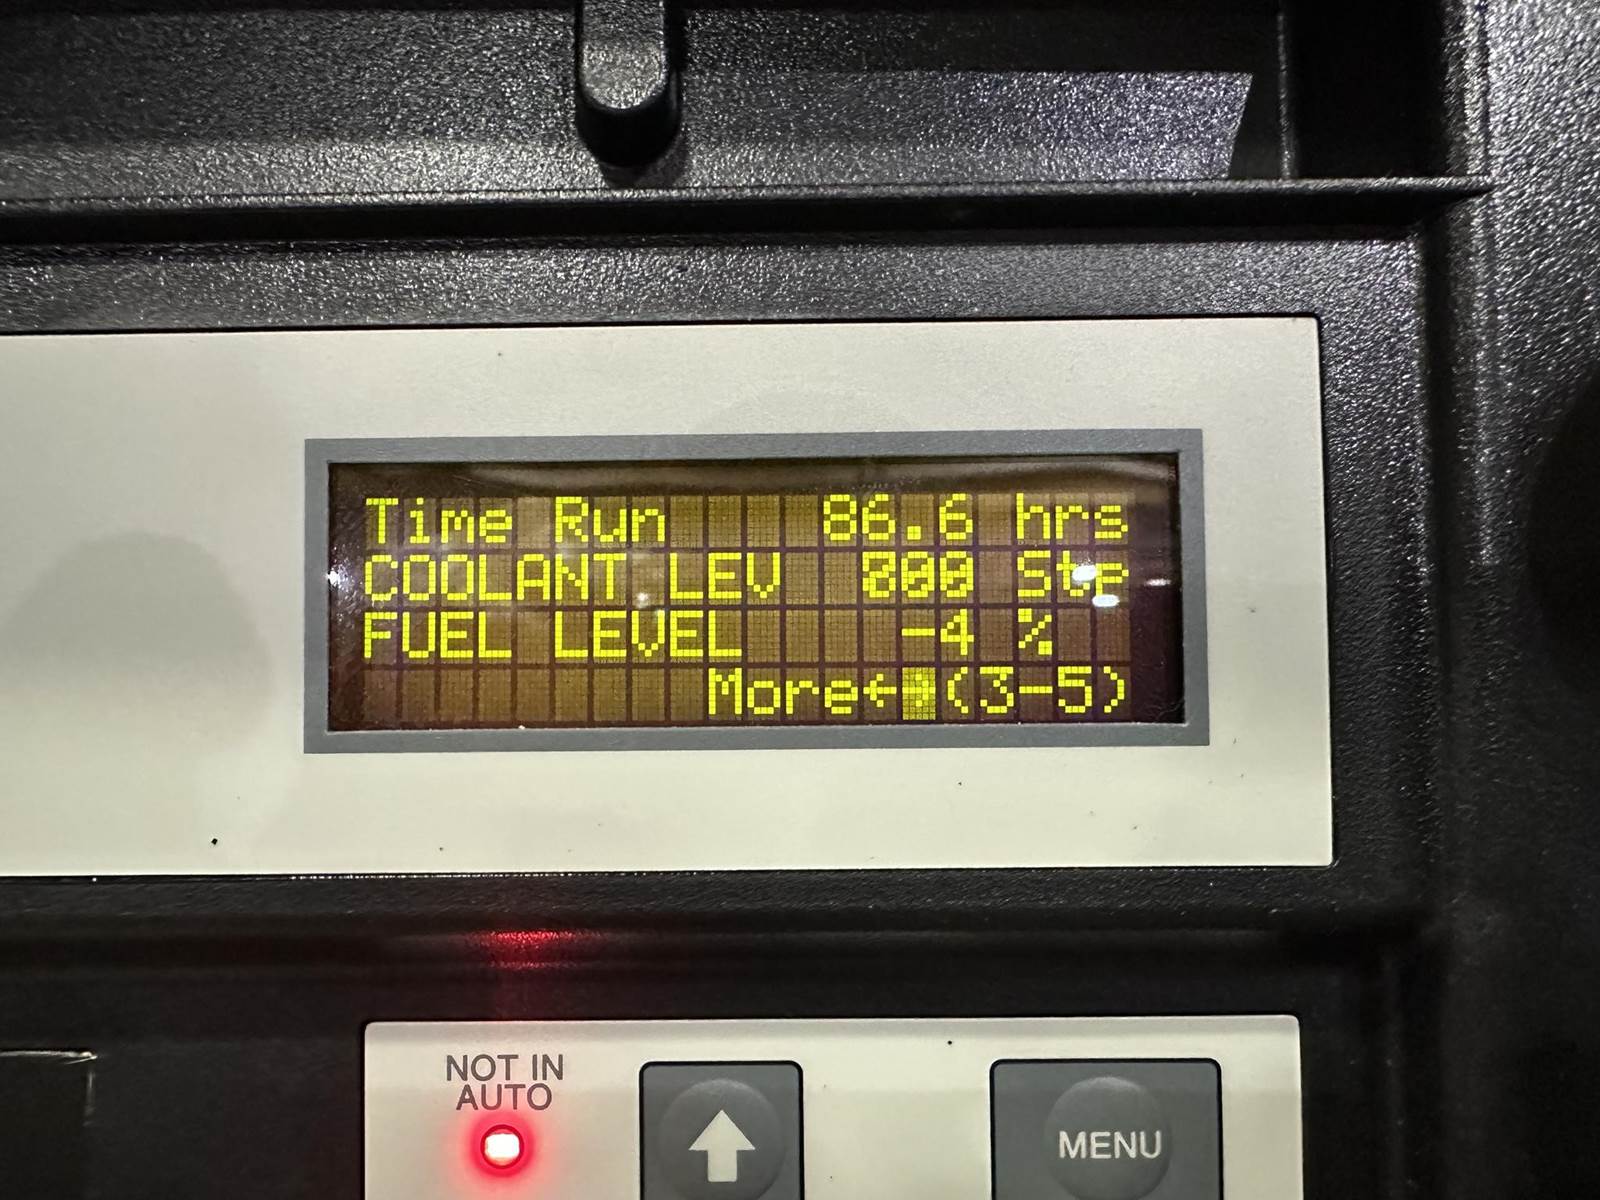 Time Run 86.6 hrs
COOLANT LEV 000 Stp
FUEL LEVEL -4 %
More←→(3-5)
NOT IN
AUTO
MENU